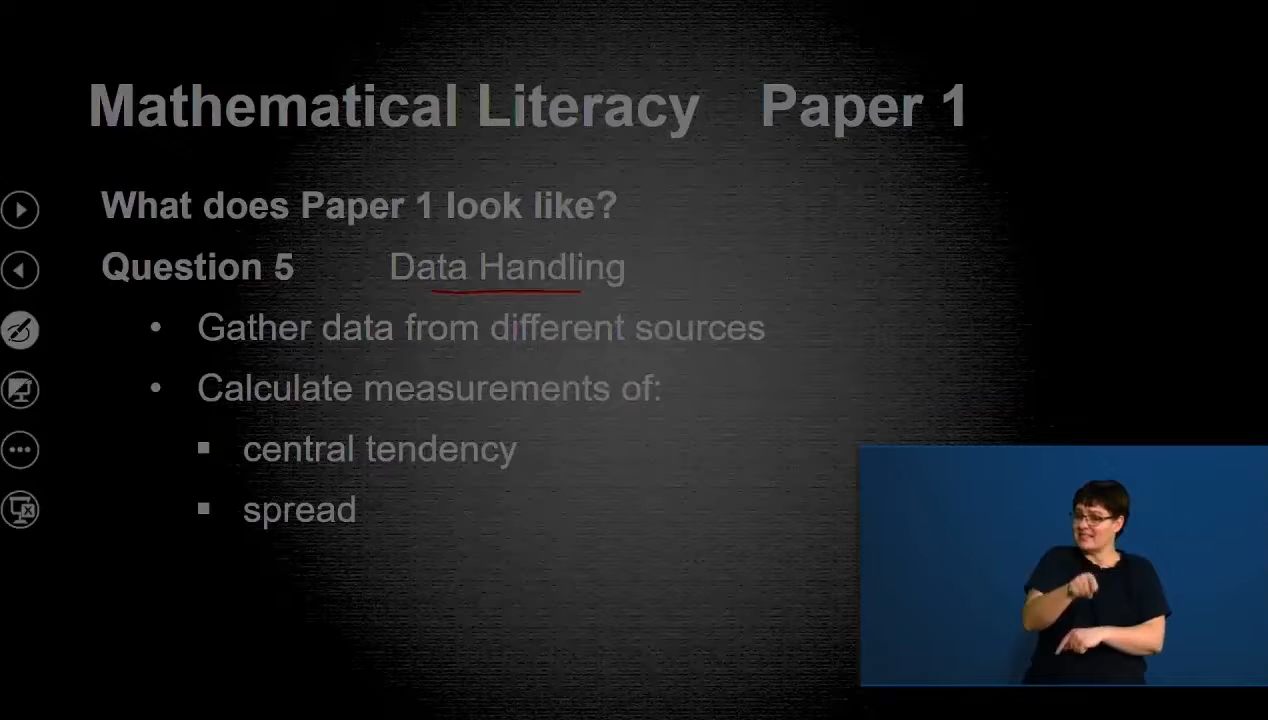 Mathematical Literacy Paper 1
What does Paper 1 look like?
Question 5 Data Handling
• Gather data from different sources
• Calculate measurements of:
▪ central tendency
▪ spread